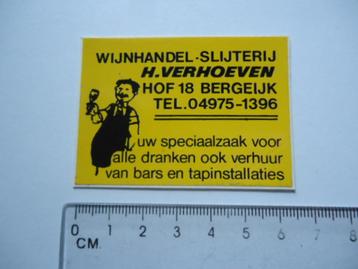 WIJNHANDEL-SLIJTERIJ
H.VERHOEVEN
HOF 18 BERGEIJK
TEL.04975-1396
uw speciaalzaak voor
alle dranken ook verhuur
van bars en tapinstallaties
0 1 2 3 4 5 6 7 8
CM.